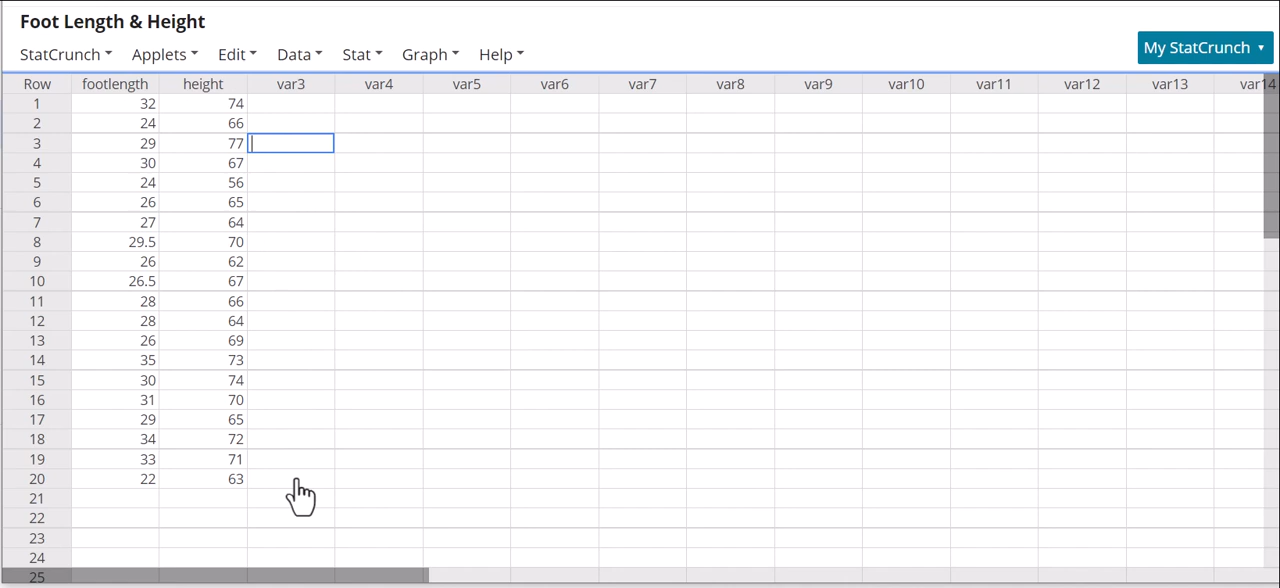 Foot Length & Height
StatCrunch Applets Edit Data Stat Graph Help My StatCrunch
Row footlength height var3 var4 var5 var6 var7 var8 var9 var10 var11 var12 var13 var14
1 32 74
2 24 66
3 29 77
4 30 67
5 24 56
6 26 65
7 27 64
8 29.5 70
9 26 62
10 26.5 67
11 28 66
12 28 64
13 26 69
14 35 73
15 30 74
16 31 70
17 29 65
18 34 72
19 33 71
20 22 63
21
22
23
24
25